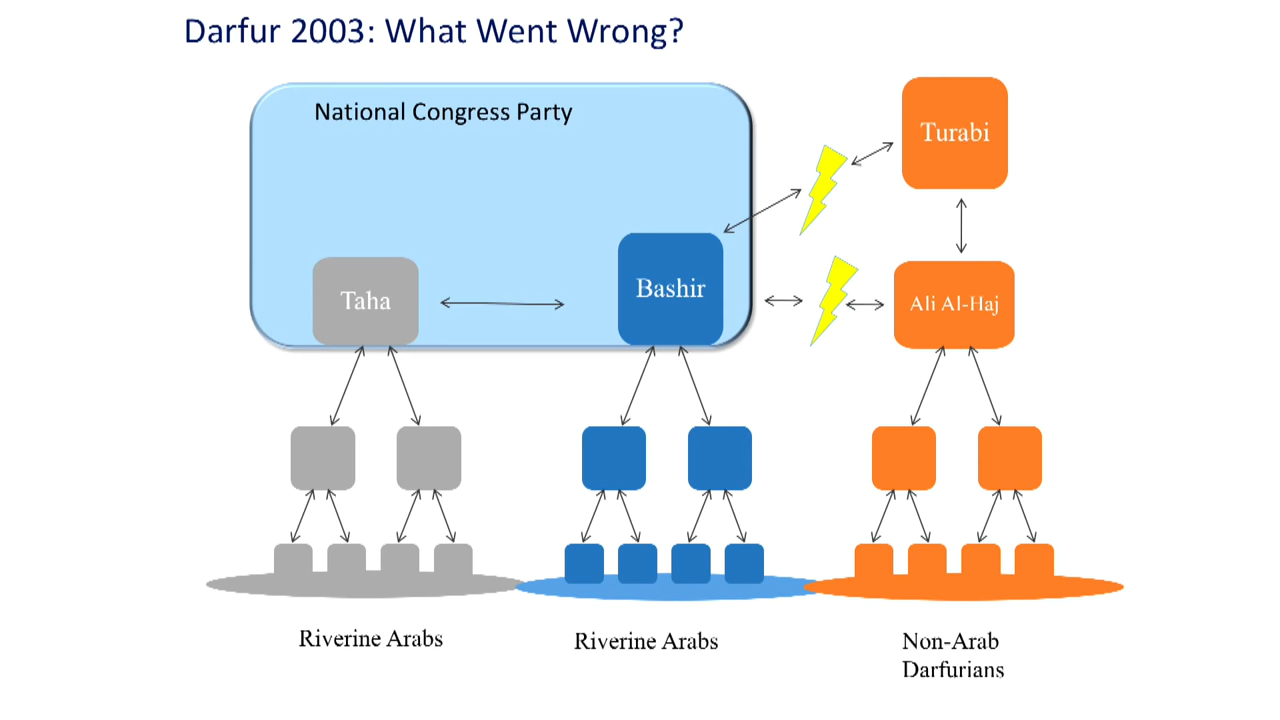 Darfur 2003: What Went Wrong?
National Congress Party
Turabi
Taha
Bashir
Ali Al-Haj
Riverine Arabs
Riverine Arabs
Non-Arab
Darfurians